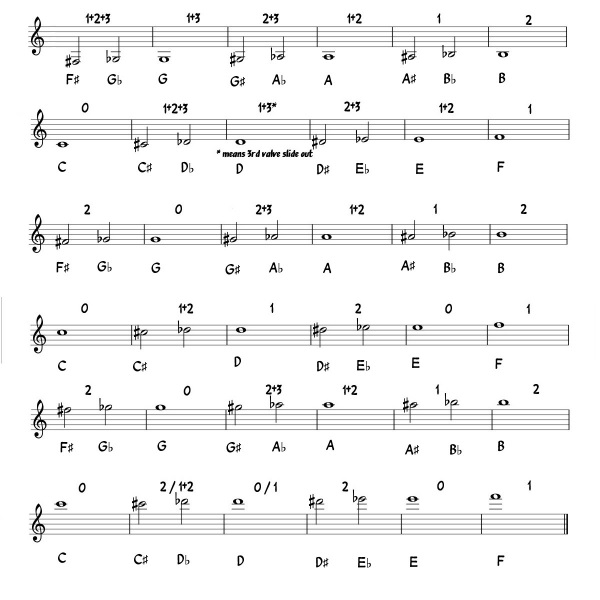 1+2+3 1+3 2+3 1+2 1 2
F♯ G♭ G G♯ A♭ A A♯ B♭ B
0 1+2+3 1+3* 2+3 1+2 1
* means 3rd valve slide out
C C♯ D♭ D D♯ E♭ E F
2 0 2+3 1+2 1 2
F♯ G♭ G G♯ A♭ A A♯ B♭ B
0 1+2 1 2 0 1
C C♯ D D♯ E♭ E F
2 0 2+3 1+2 1 2
F♯ G♭ G G♯ A♭ A A♯ B♭ B
0 2 / 1+2 0 / 1 2 0 1
C C♯ D♭ D D♯ E♭ E F